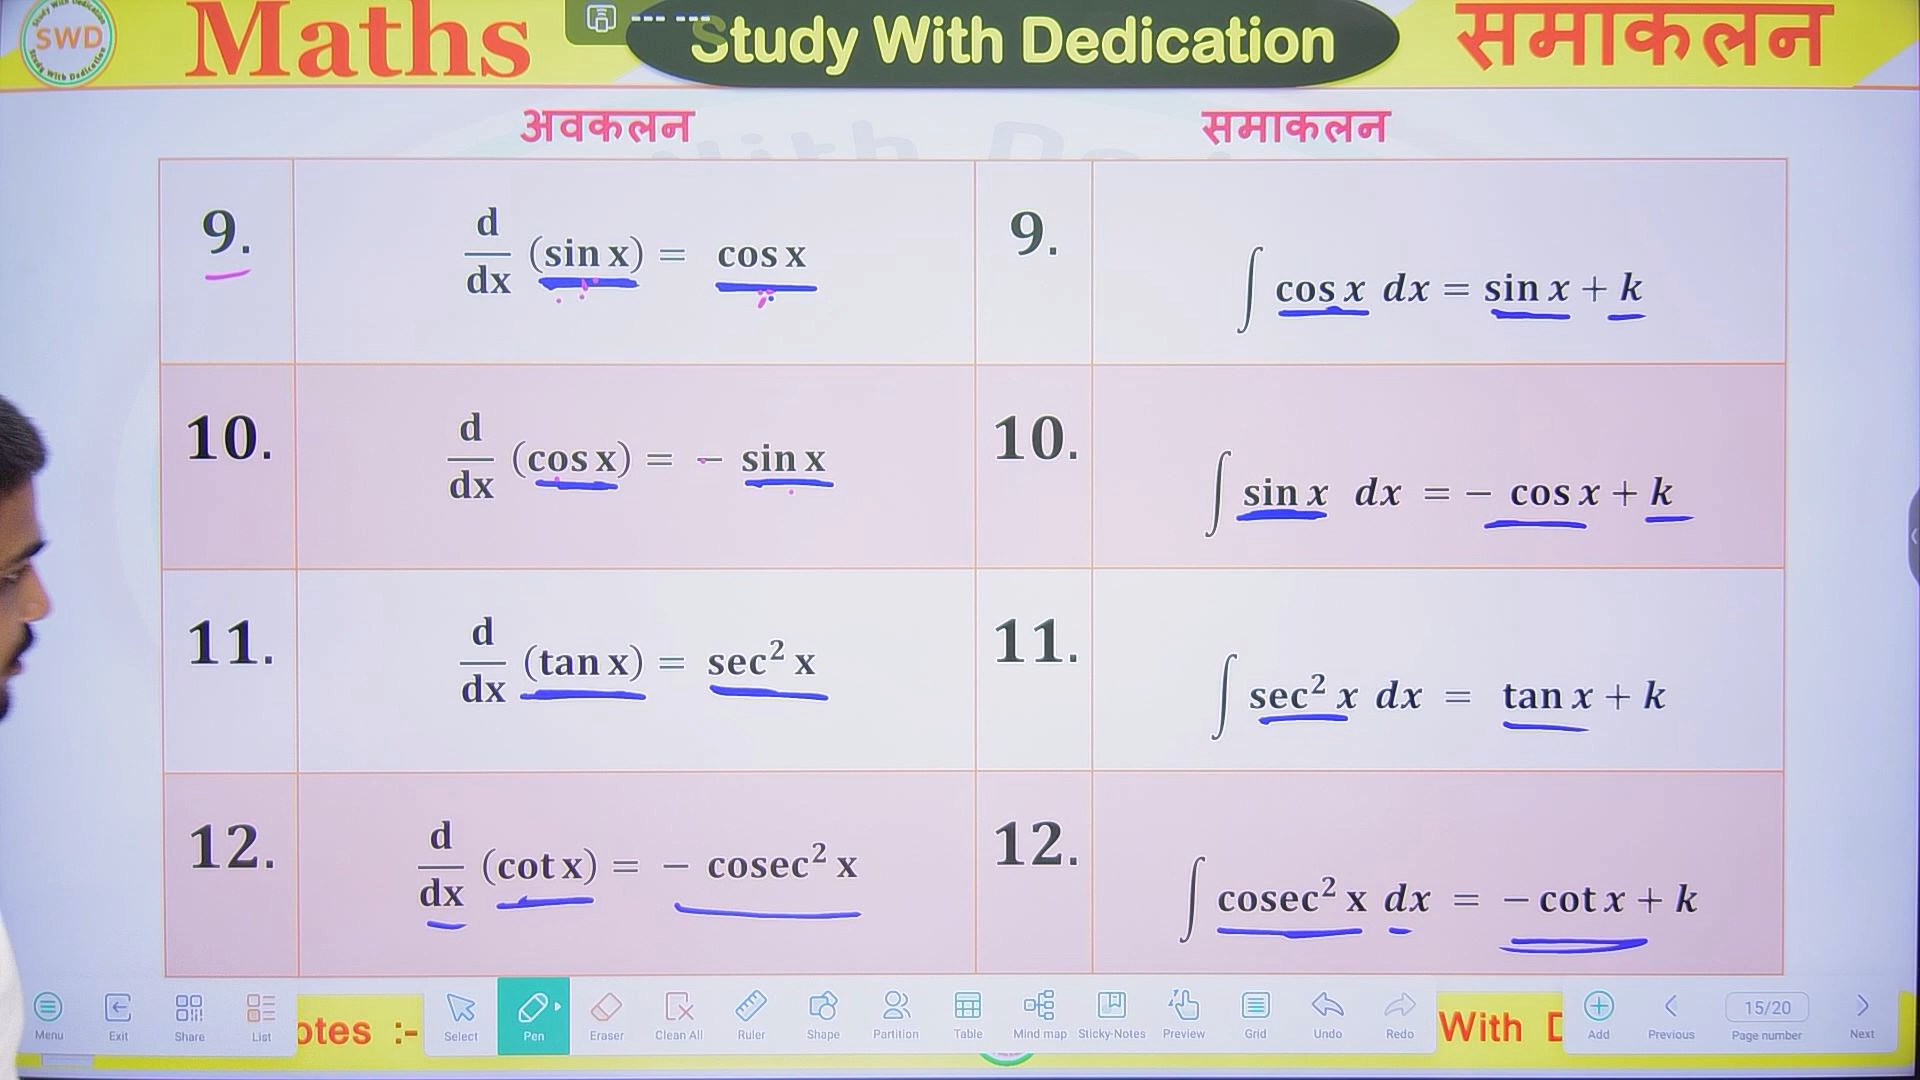 SWD
Maths
Study With Dedication
समाकलन
अवकलन
समाकलन
9.
d/dx (sin x) = cos x
9.
∫ cos x dx = sin x + k
10.
d/dx (cos x) = − sin x
10.
∫ sin x dx = − cos x + k
11.
d/dx (tan x) = sec² x
11.
∫ sec² x dx = tan x + k
12.
d/dx (cot x) = − cosec² x
12.
∫ cosec² x dx = − cot x + k
Menu
Exit
Share
List
otes :-
Select
Pen
Eraser
Clean All
Ruler
Shape
Partition
Table
Mind map
Sticky-Notes
Preview
Grid
Undo
Redo
With D
Add
Previous
15/20
Page number
Next